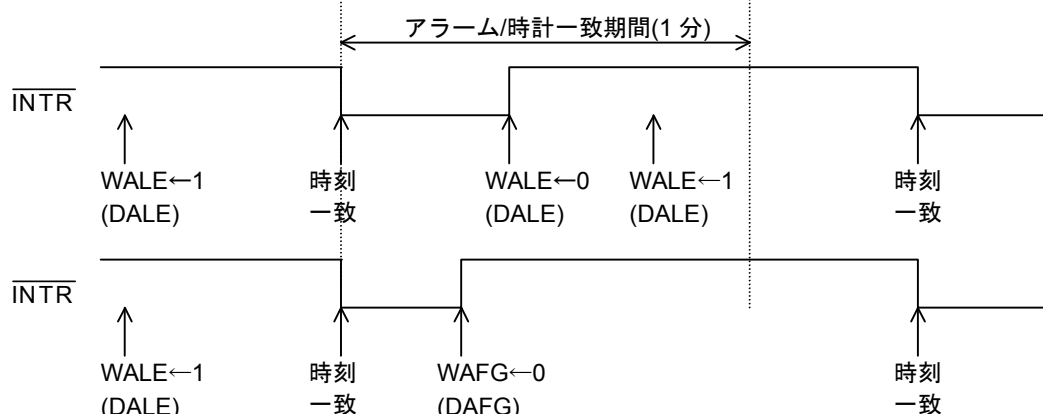 アラーム/時計一致期間(1 分)
INTR
WALE←1
(DALE)
時刻
一致
WALE←0
(DALE)
WALE←1
(DALE)
時刻
一致
INTR
WALE←1
(DALE)
時刻
一致
WAFG←0
(DAFG)
時刻
一致